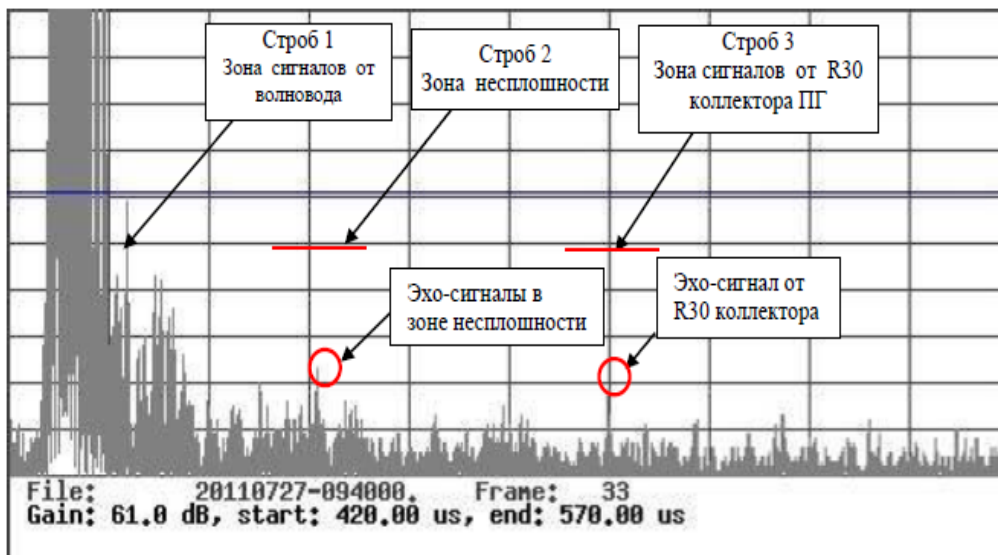 Строб 1
Зона сигналов от
волновода
Строб 2
Зона несплошности
Строб 3
Зона сигналов от R30
коллектора ПГ
Эхо-сигналы в
зоне несплошности
Эхо-сигнал от
R30 коллектора
File: 20110727-094000. Frame: 33
Gain: 61.0 dB, start: 420.00 us, end: 570.00 us